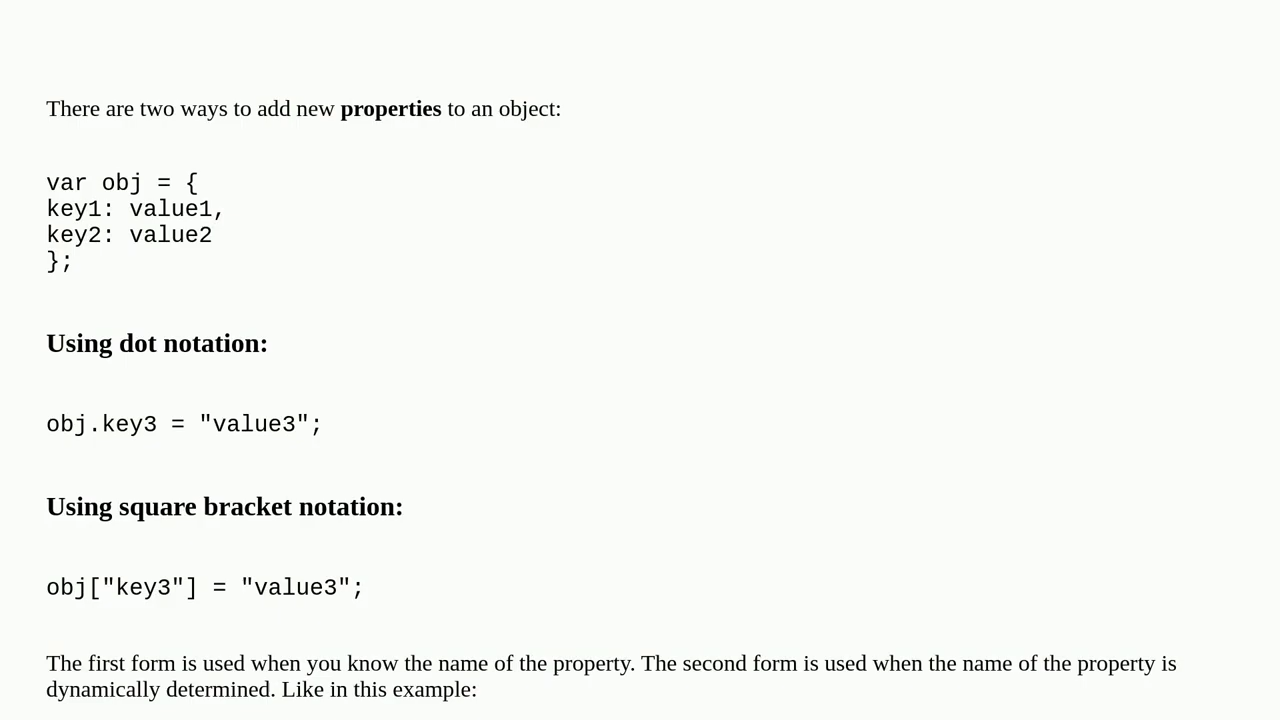 There are two ways to add new properties to an object:
var obj = {
key1: value1,
key2: value2
};
Using dot notation:
obj.key3 = "value3";
Using square bracket notation:
obj["key3"] = "value3";
The first form is used when you know the name of the property. The second form is used when the name of the property is
dynamically determined. Like in this example: